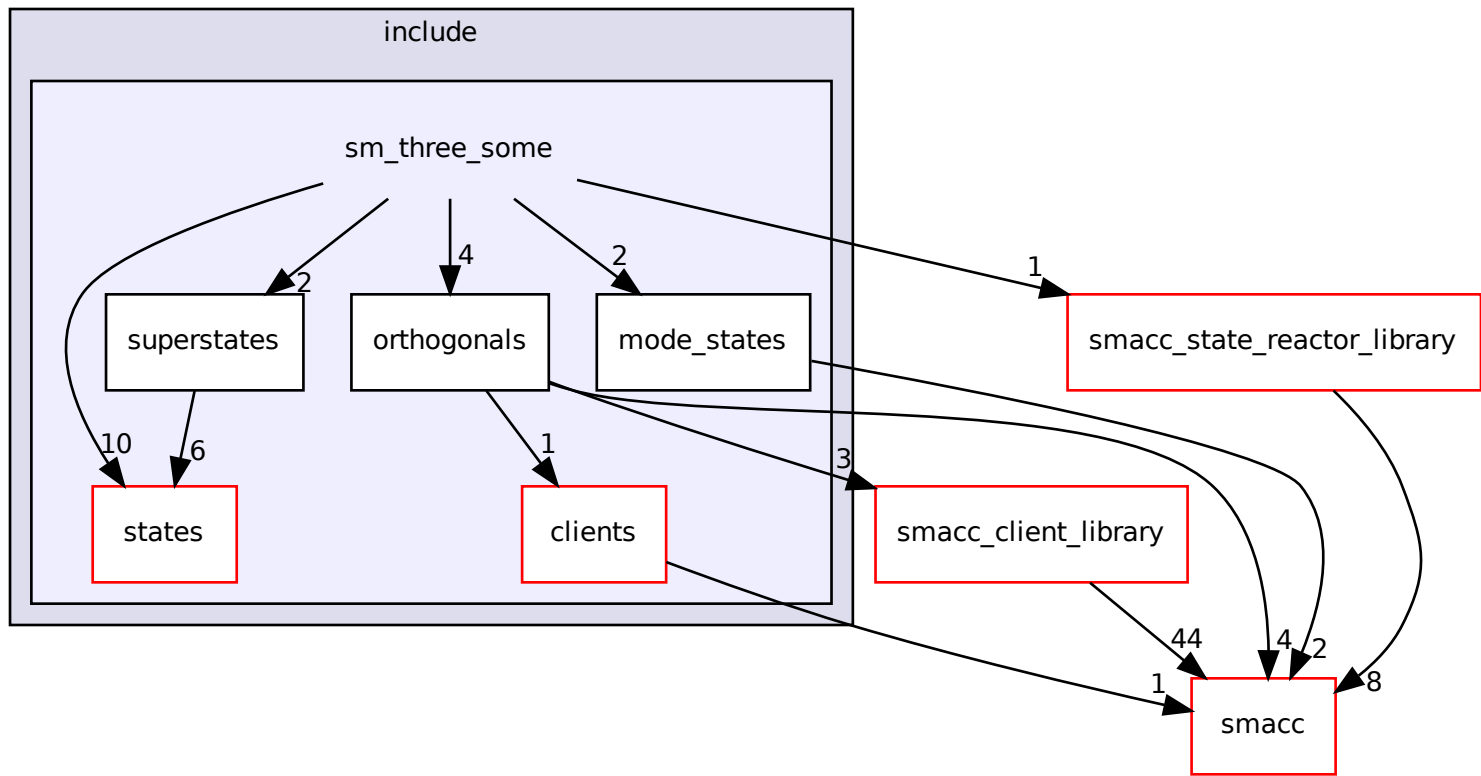 include
sm_three_some
2
4
2
1
superstates
orthogonals
mode_states
smacc_state_reactor_library
10
6
1
3
states
clients
smacc_client_library
44
4
2
1
8
smacc